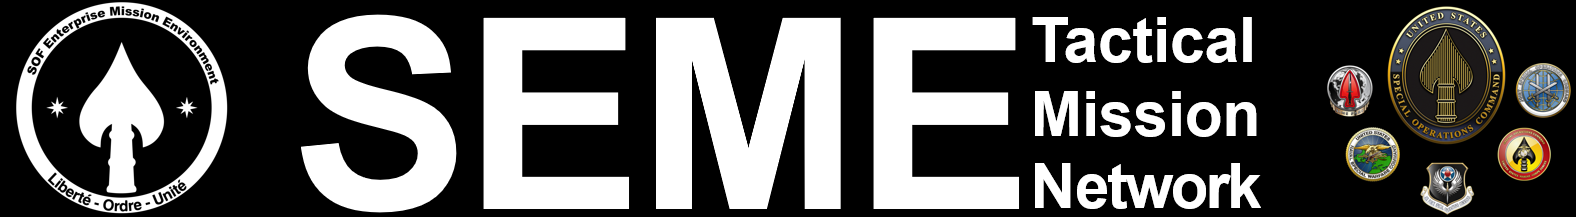 SOF Enterprise Mission Environment
Liberté - Ordre - Unité
SEME
Tactical
Mission
Network
UNITED STATES
SPECIAL OPERATIONS COMMAND